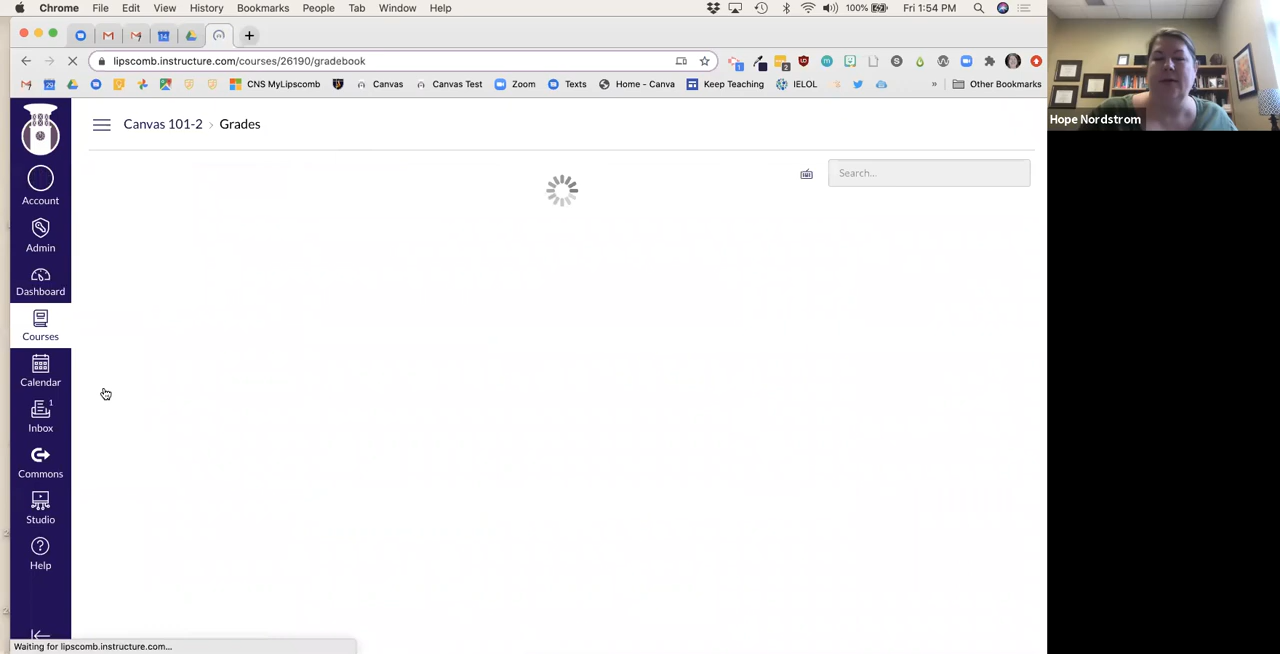 Chrome File Edit View History Bookmarks People Tab Window Help 100% Fri 1:54 PM
lipscomb.instructure.com/courses/26190/gradebook
CNS MyLipscomb Canvas Canvas Test Zoom Texts Home - Canva Keep Teaching IELOL » Other Bookmarks
Hope Nordstrom
Canvas 101-2 › Grades
Search...
Account
Admin
Dashboard
Courses
Calendar
1
Inbox
Commons
Studio
Help
Waiting for lipscomb.instructure.com...